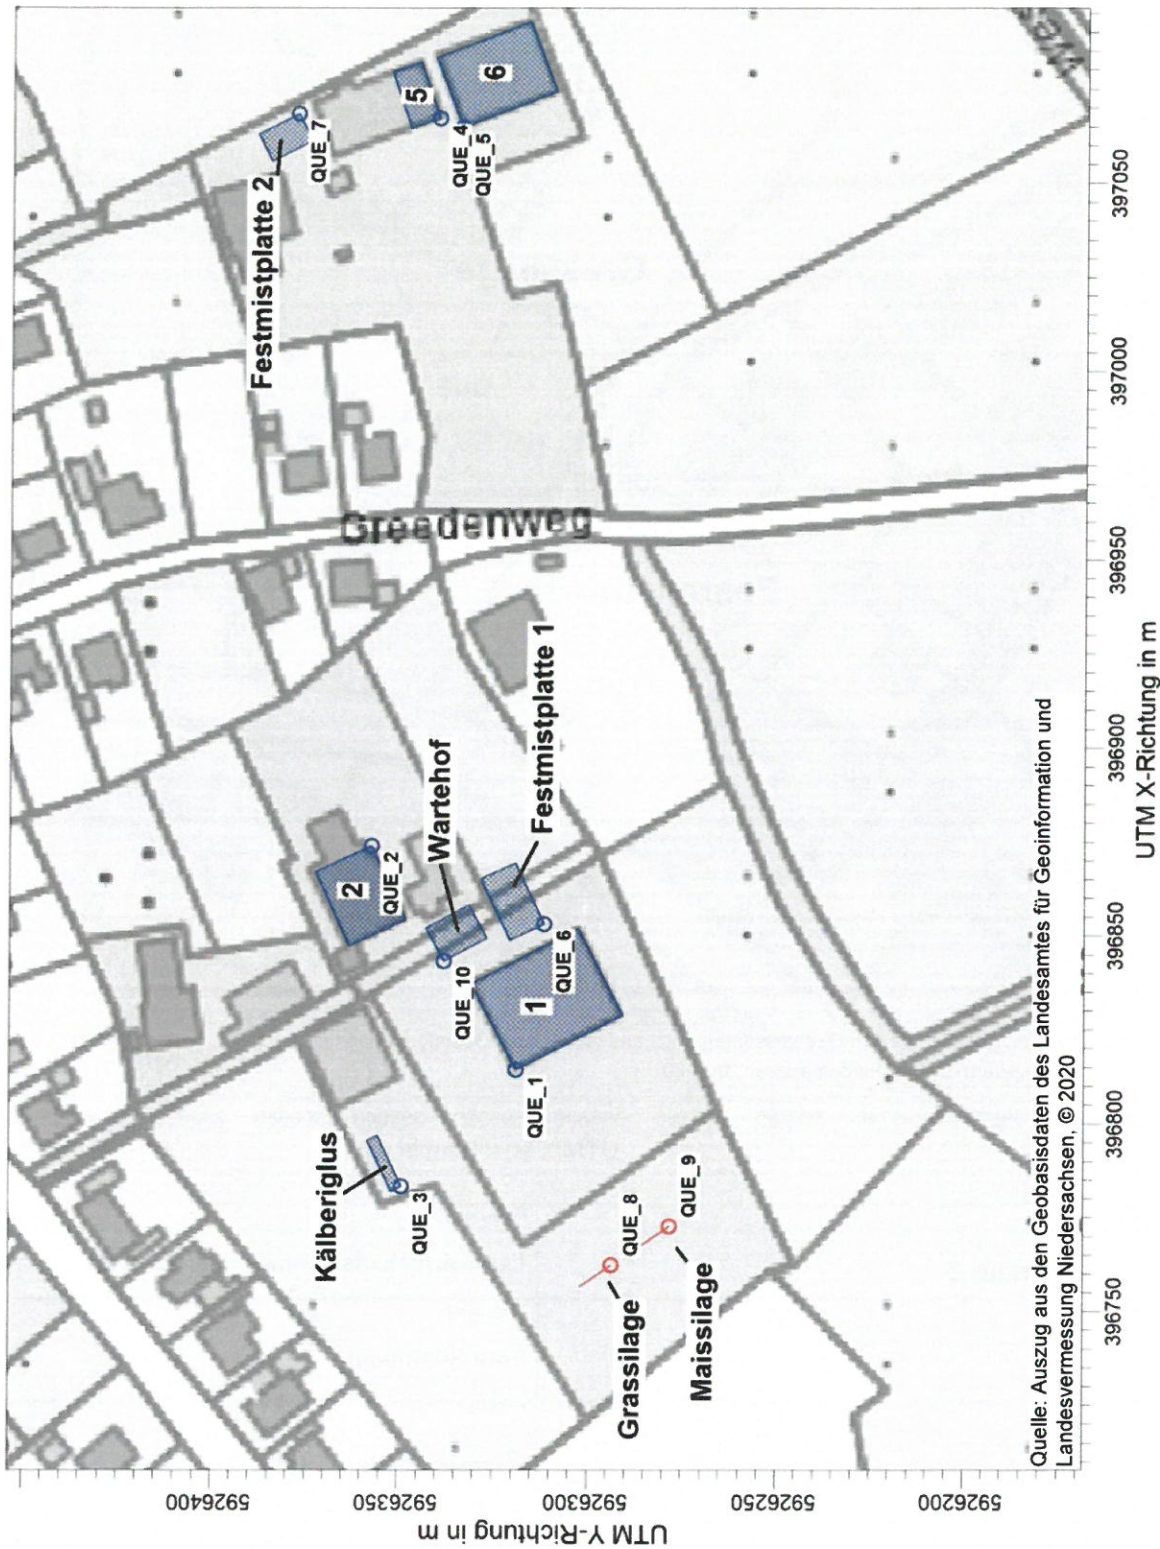 Festmistplatte 2
QUE_7
5
6
QUE_4
QUE_5
Greedenweg
Festmistplatte 1
Wartehof
2
QUE_2
QUE_10
QUE_6
1
QUE_1
Kälberiglus
QUE_3
QUE_8
QUE_9
Grassilage
Maissilage
Quelle: Auszug aus den Geobasisdaten des Landesamtes für Geoinformation und
Landesvermessung Niedersachsen, © 2020
UTM Y-Richtung in m
5926400
5926350
5926300
5926250
5926200
UTM X-Richtung in m
396750
396800
396850
396900
396950
397000
397050